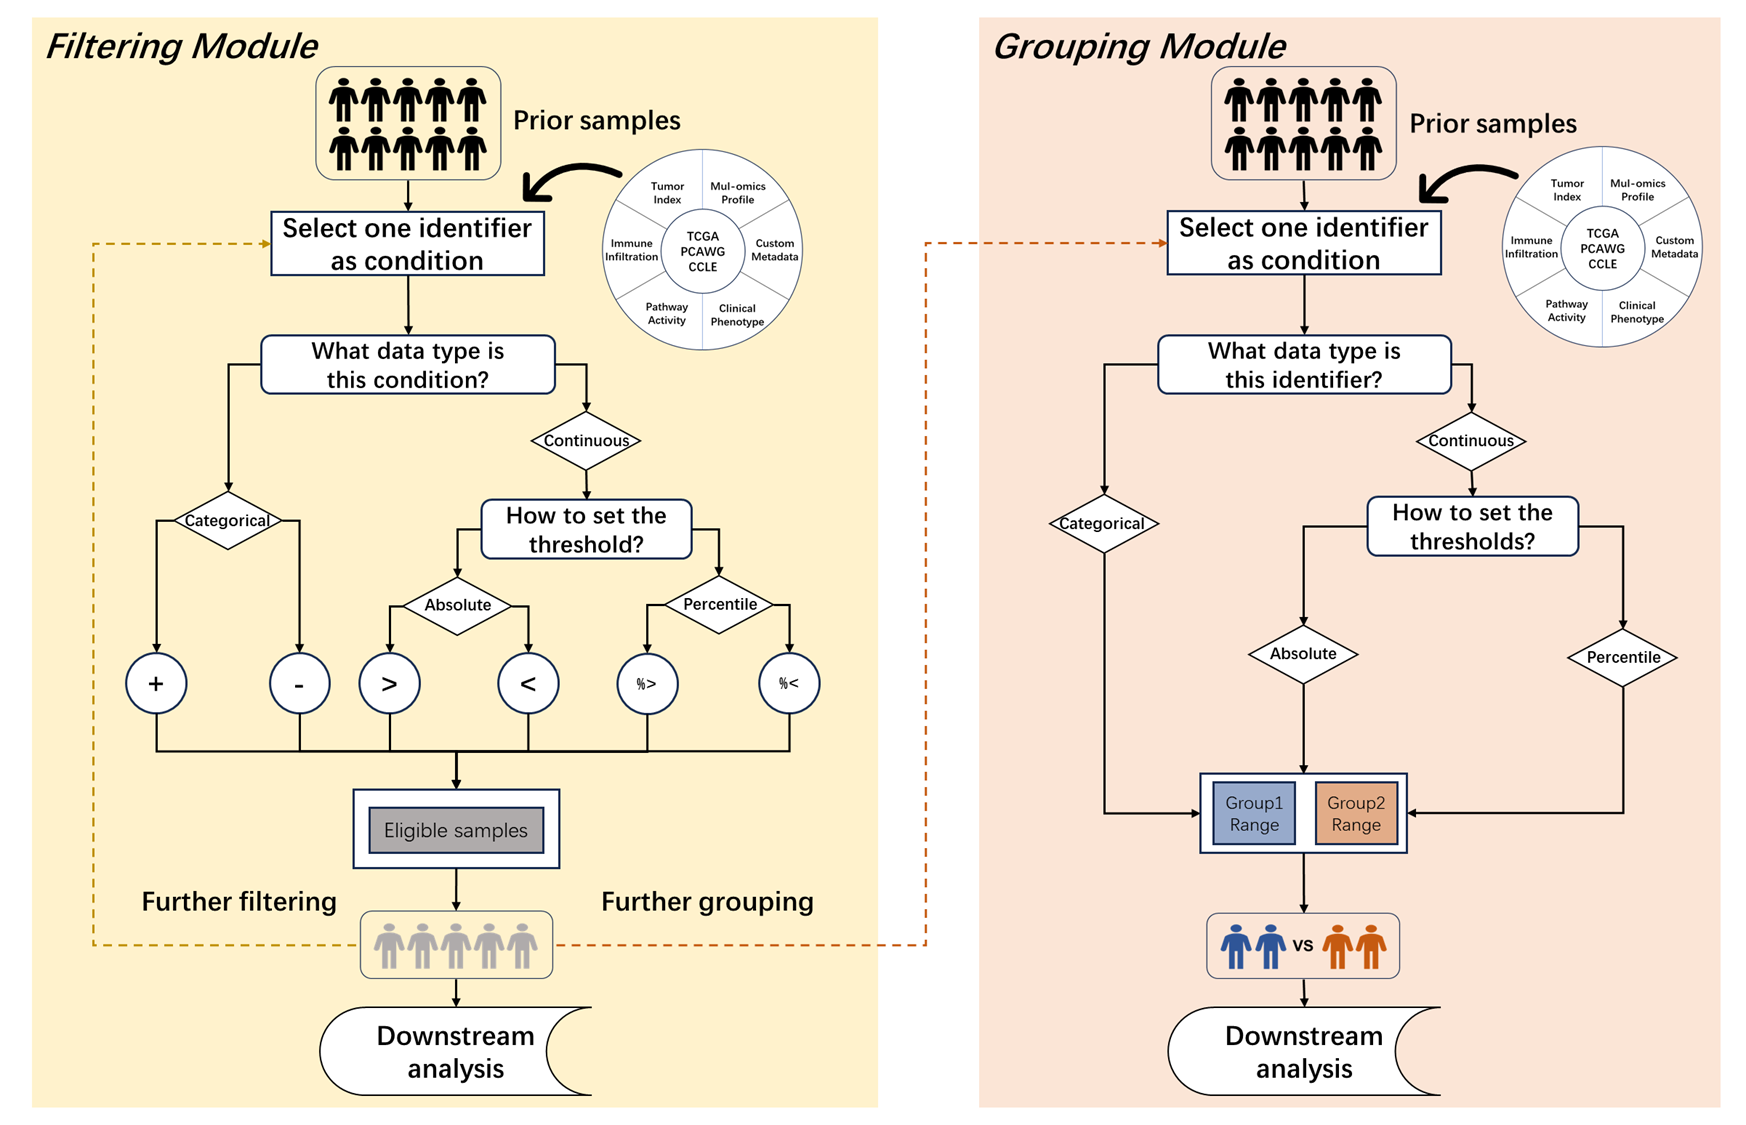 Filtering Module
Prior samples
Tumor
Index
Mul-omics
Profile
Immune
Infiltration
TCGA
PCAWG
CCLE
Custom
Metadata
Pathway
Activity
Clinical
Phenotype
Select one identifier
as condition
What data type is
this condition?
Continuous
Categorical
How to set the
threshold?
Absolute
Percentile
+
-
>
<
%>
%<
Eligible samples
Further filtering
Further grouping
Downstream
analysis
Grouping Module
Prior samples
Tumor
Index
Mul-omics
Profile
Immune
Infiltration
TCGA
PCAWG
CCLE
Custom
Metadata
Pathway
Activity
Clinical
Phenotype
Select one identifier
as condition
What data type is
this identifier?
Continuous
Categorical
How to set the
thresholds?
Absolute
Percentile
Group1
Range
Group2
Range
VS
Downstream
analysis